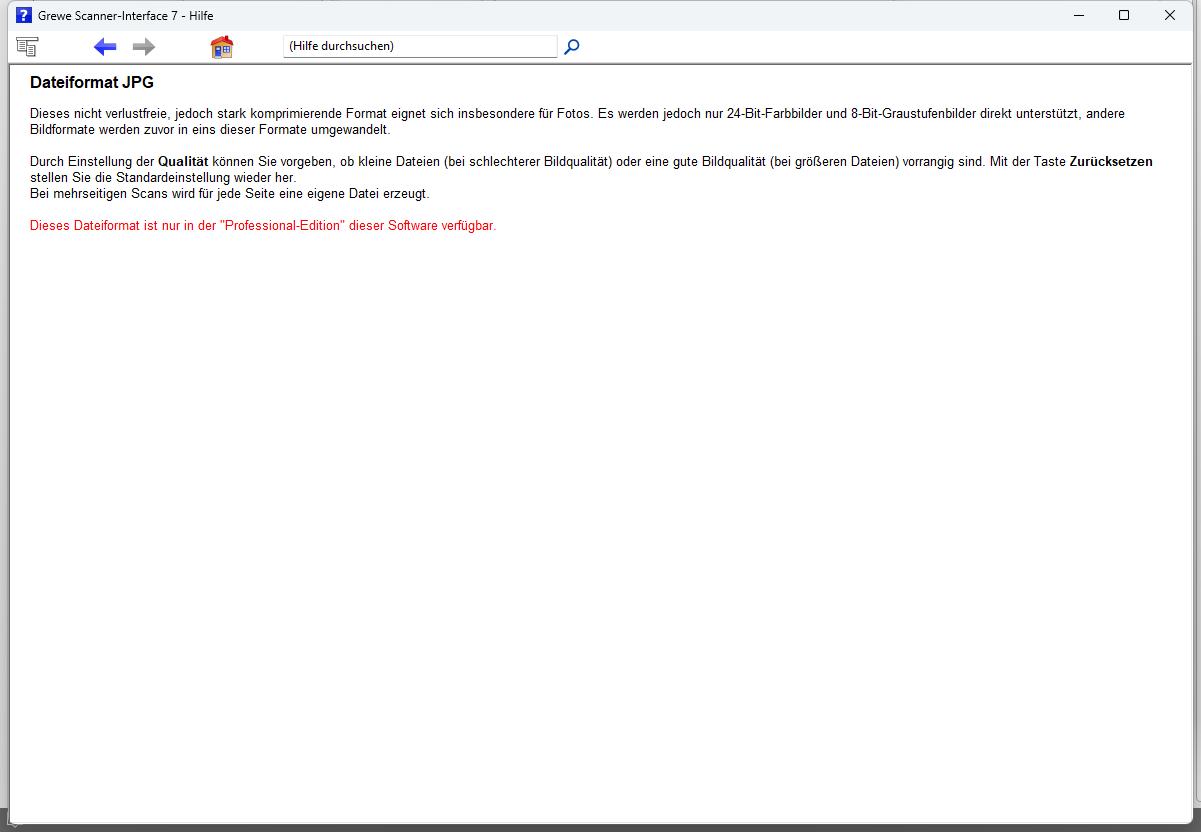 Grewe Scanner-Interface 7 - Hilfe
(Hilfe durchsuchen)
Dateiformat JPG
Dieses nicht verlustfreie, jedoch stark komprimierende Format eignet sich insbesondere für Fotos. Es werden jedoch nur 24-Bit-Farbbilder und 8-Bit-Graustufenbilder direkt unterstützt, andere
Bildformate werden zuvor in eins dieser Formate umgewandelt.
Durch Einstellung der Qualität können Sie vorgeben, ob kleine Dateien (bei schlechterer Bildqualität) oder eine gute Bildqualität (bei größeren Dateien) vorrangig sind. Mit der Taste Zurücksetzen
stellen Sie die Standardeinstellung wieder her.
Bei mehrseitigen Scans wird für jede Seite eine eigene Datei erzeugt.
Dieses Dateiformat ist nur in der "Professional-Edition" dieser Software verfügbar.